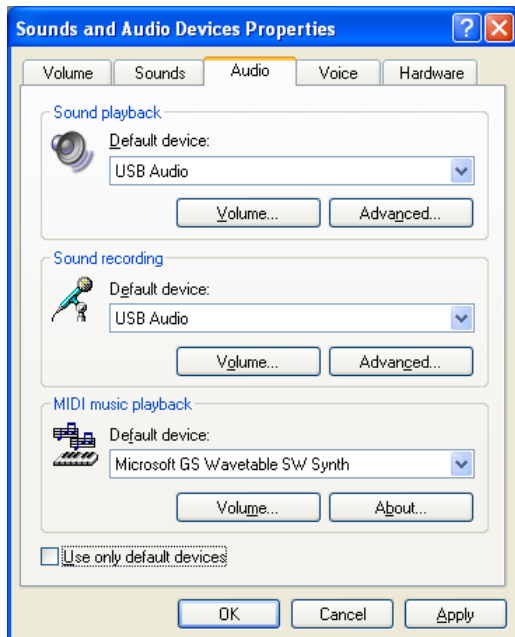 Sounds and Audio Devices Properties
Volume Sounds Audio Voice Hardware
Sound playback
Default device:
USB Audio
Volume... Advanced...
Sound recording
Default device:
USB Audio
Volume... Advanced...
MIDI music playback
Default device:
Microsoft GS Wavetable SW Synth
Volume... About...
Use only default devices
OK Cancel Apply